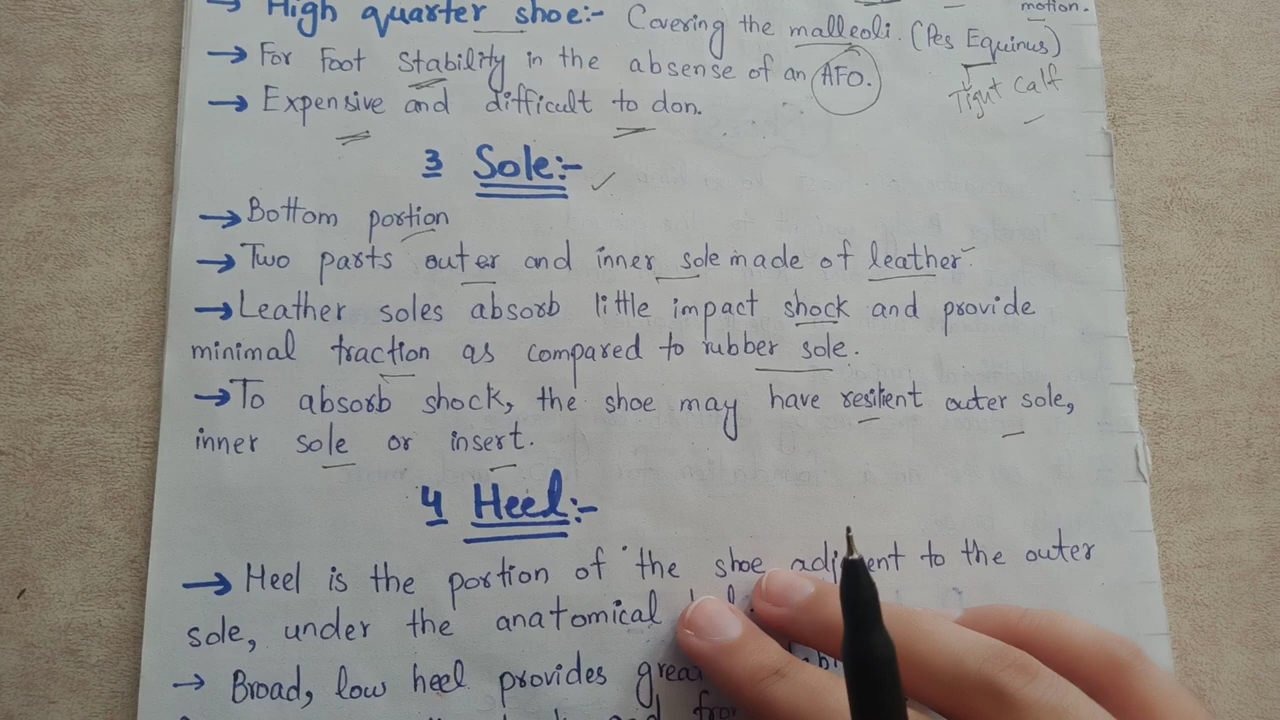 → High quarter shoe:- Covering the malleoli. (Pes Equinus)
motion.
→ For Foot Stability in the absense of an AFO.
Tight Calf
→ Expensive and difficult to don.
3 Sole:-
→ Bottom portion
→ Two parts outer and inner sole made of leather
→ Leather soles absorb little impact shock and provide
minimal traction as compared to rubber sole.
→ To absorb shock, the shoe may have resilient outer sole,
inner sole or insert.
4 Heel:-
→ Heel is the portion of the shoe to the outer
sole, under the anatomical
→ Broad, low heel provides
and